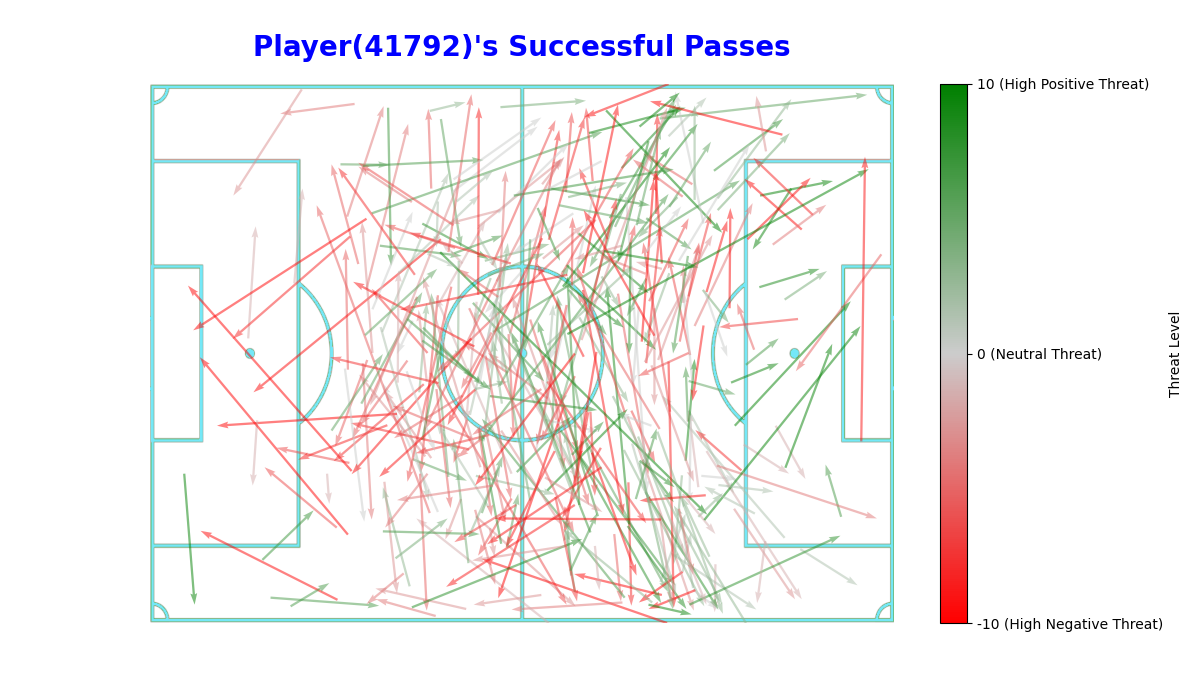 Player(41792)'s Successful Passes
10 (High Positive Threat)
0 (Neutral Threat)
-10 (High Negative Threat)
Threat Level